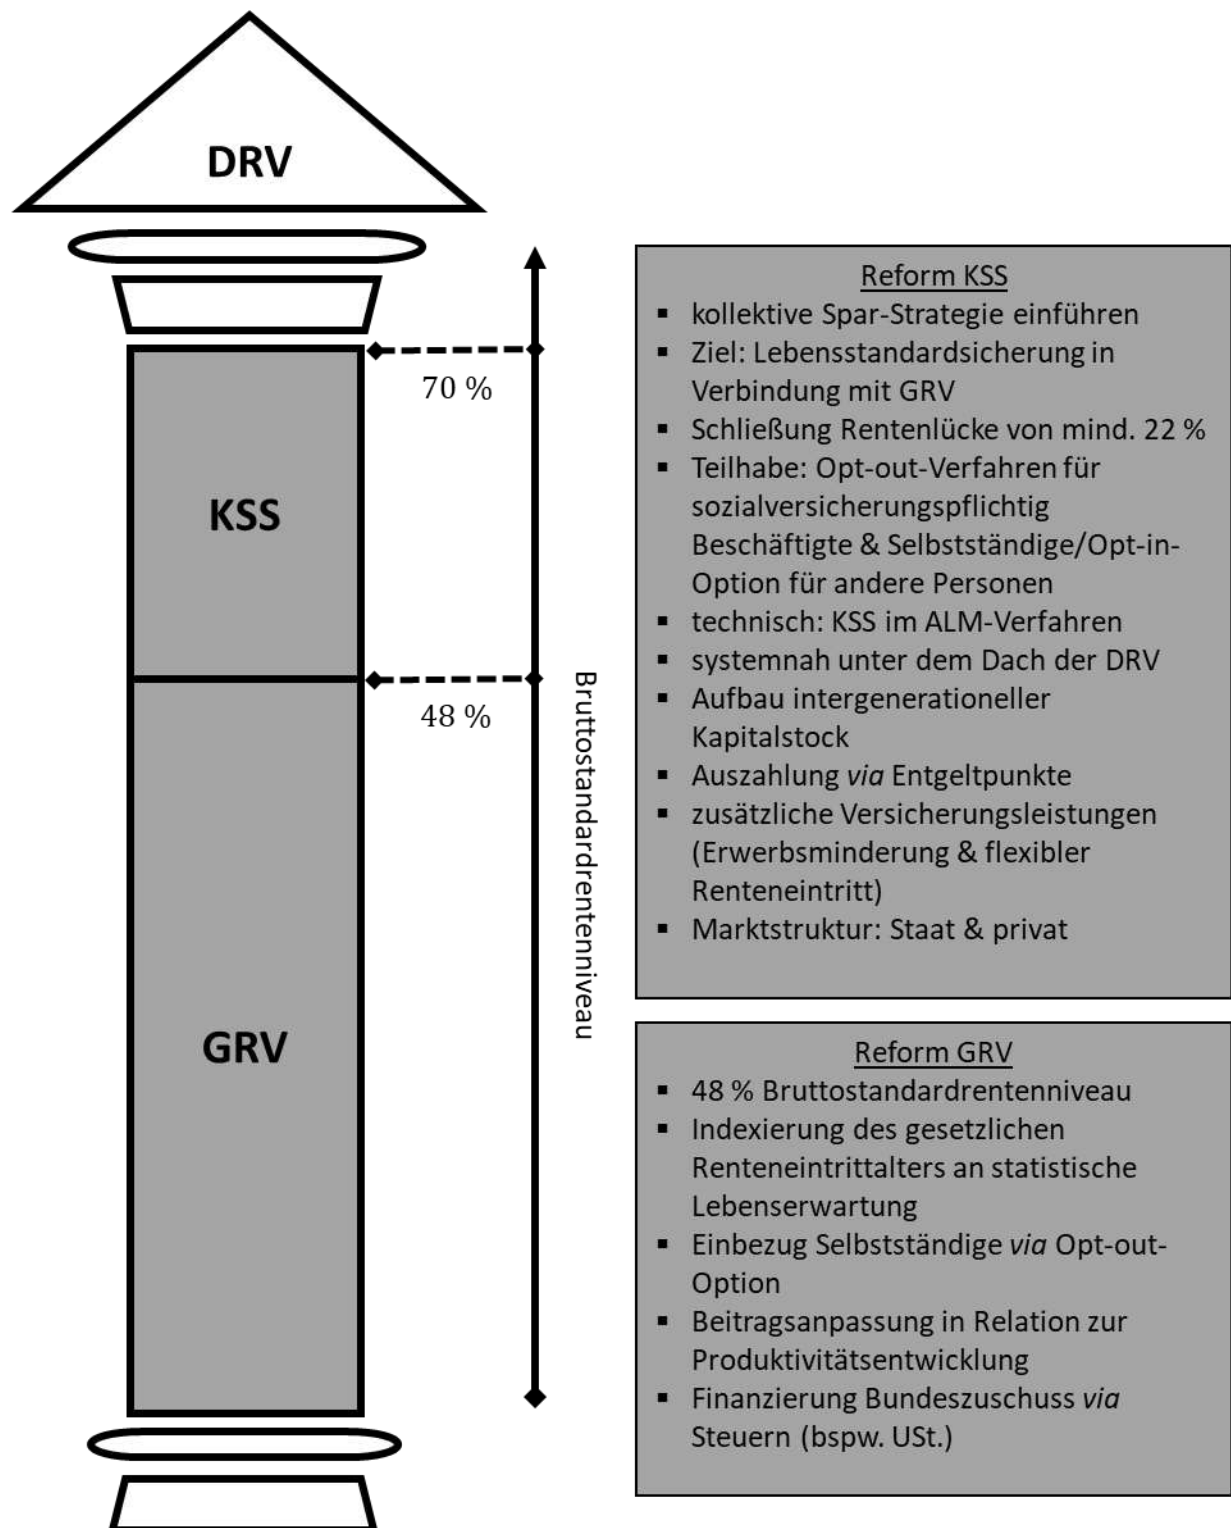 DRV
70 %
KSS
48 %
Bruttostandardrentenniveau
GRV
Reform KSS
▪ kollektive Spar-Strategie einführen
▪ Ziel: Lebensstandardsicherung in
Verbindung mit GRV
▪ Schließung Rentenlücke von mind. 22 %
▪ Teilhabe: Opt-out-Verfahren für
sozialversicherungspflichtig
Beschäftigte & Selbstständige/Opt-in-
Option für andere Personen
▪ technisch: KSS im ALM-Verfahren
▪ systemnah unter dem Dach der DRV
▪ Aufbau intergenerationeller
Kapitalstock
▪ Auszahlung via Entgeltpunkte
▪ zusätzliche Versicherungsleistungen
(Erwerbsminderung & flexibler
Renteneintritt)
▪ Marktstruktur: Staat & privat
Reform GRV
▪ 48 % Bruttostandardrentenniveau
▪ Indexierung des gesetzlichen
Renteneintrittalters an statistische
Lebenserwartung
▪ Einbezug Selbstständige via Opt-out-
Option
▪ Beitragsanpassung in Relation zur
Produktivitätsentwicklung
▪ Finanzierung Bundeszuschuss via
Steuern (bspw. USt.)